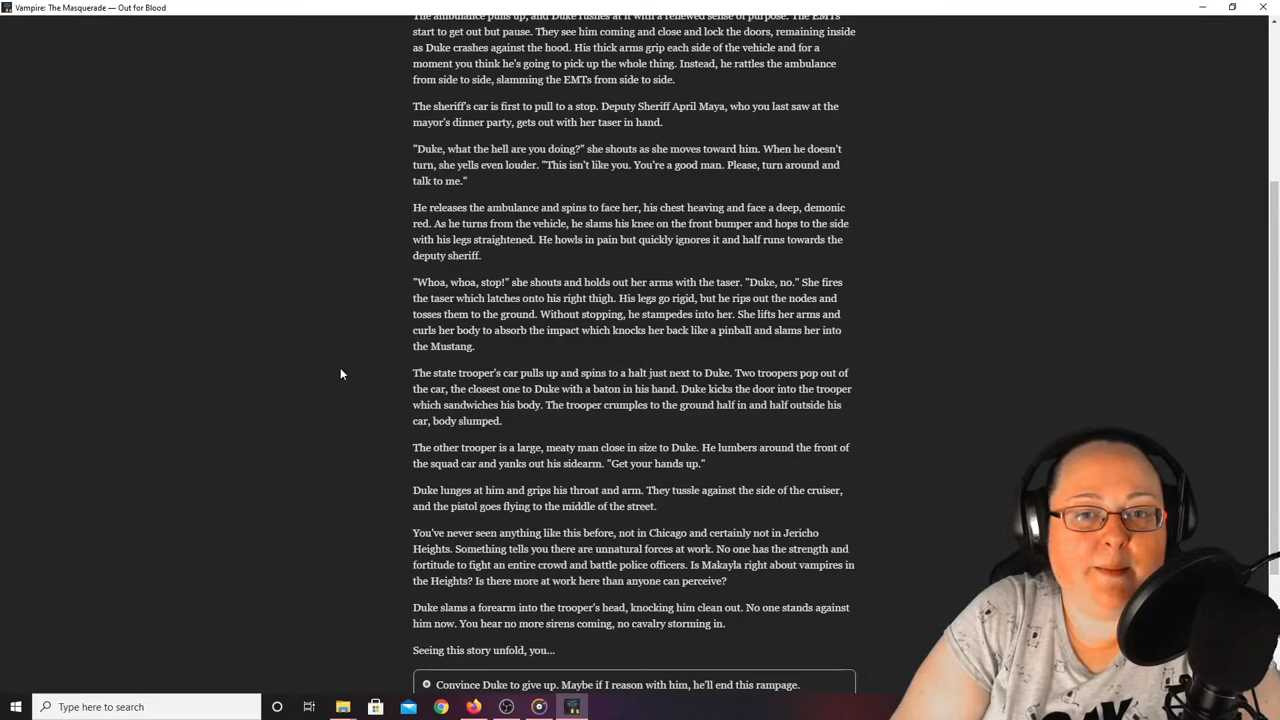 Vampire: The Masquerade — Out for Blood
The ambulance pulls up, and Duke rushes at it with a renewed sense of purpose. The EMTs
start to get out but pause. They see him coming and close and lock the doors, remaining inside
as Duke crashes against the hood. His thick arms grip each side of the vehicle and for a
moment you think he's going to pick up the whole thing. Instead, he rattles the ambulance
from side to side, slamming the EMTs from side to side.
The sheriff's car is first to pull to a stop. Deputy Sheriff April Maya, who you last saw at the
mayor's dinner party, gets out with her taser in hand.
"Duke, what the hell are you doing?" she shouts as she moves toward him. When he doesn't
turn, she yells even louder. "This isn't like you. You're a good man. Please, turn around and
talk to me."
He releases the ambulance and spins to face her, his chest heaving and face a deep, demonic
red. As he turns from the vehicle, he slams his knee on the front bumper and hops to the side
with his legs straightened. He howls in pain but quickly ignores it and half runs towards the
deputy sheriff.
"Whoa, whoa, stop!" she shouts and holds out her arms with the taser. "Duke, no." She fires
the taser which latches onto his right thigh. His legs go rigid, but he rips out the nodes and
tosses them to the ground. Without stopping, he stampedes into her. She lifts her arms and
curls her body to absorb the impact which knocks her back like a pinball and slams her into
the Mustang.
The state trooper's car pulls up and spins to a halt just next to Duke. Two troopers pop out of
the car, the closest one to Duke with a baton in his hand. Duke kicks the door into the trooper
which sandwiches his body. The trooper crumples to the ground half in and half outside his
car, body slumped.
The other trooper is a large, meaty man close in size to Duke. He lumbers around the front of
the squad car and yanks out his sidearm. "Get your hands up."
Duke lunges at him and grips his throat and arm. They tussle against the side of the cruiser,
and the pistol goes flying to the middle of the street.
You've never seen anything like this before, not in Chicago and certainly not in Jericho
Heights. Something tells you there are unnatural forces at work. No one has the strength and
fortitude to fight an entire crowd and battle police officers. Is Makayla right about vampires in
the Heights? Is there more at work here than anyone can perceive?
Duke slams a forearm into the trooper's head, knocking him clean out. No one stands against
him now. You hear no more sirens coming, no cavalry storming in.
Seeing this story unfold, you...
Convince Duke to give up. Maybe if I reason with him, he'll end this rampage.
Type here to search